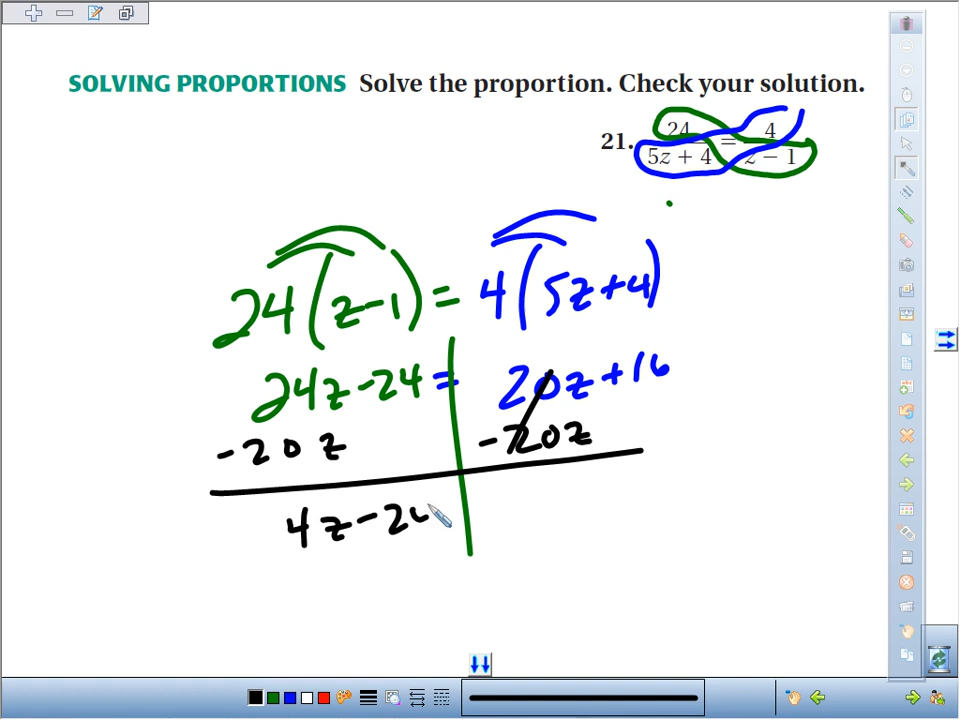 SOLVING PROPORTIONS Solve the proportion. Check your solution.
21. 24/5z + 4 = 4/z − 1
24(z-1) = 4(5z+4)
24z-24 = 20z+16
-20z -20z
4z-24